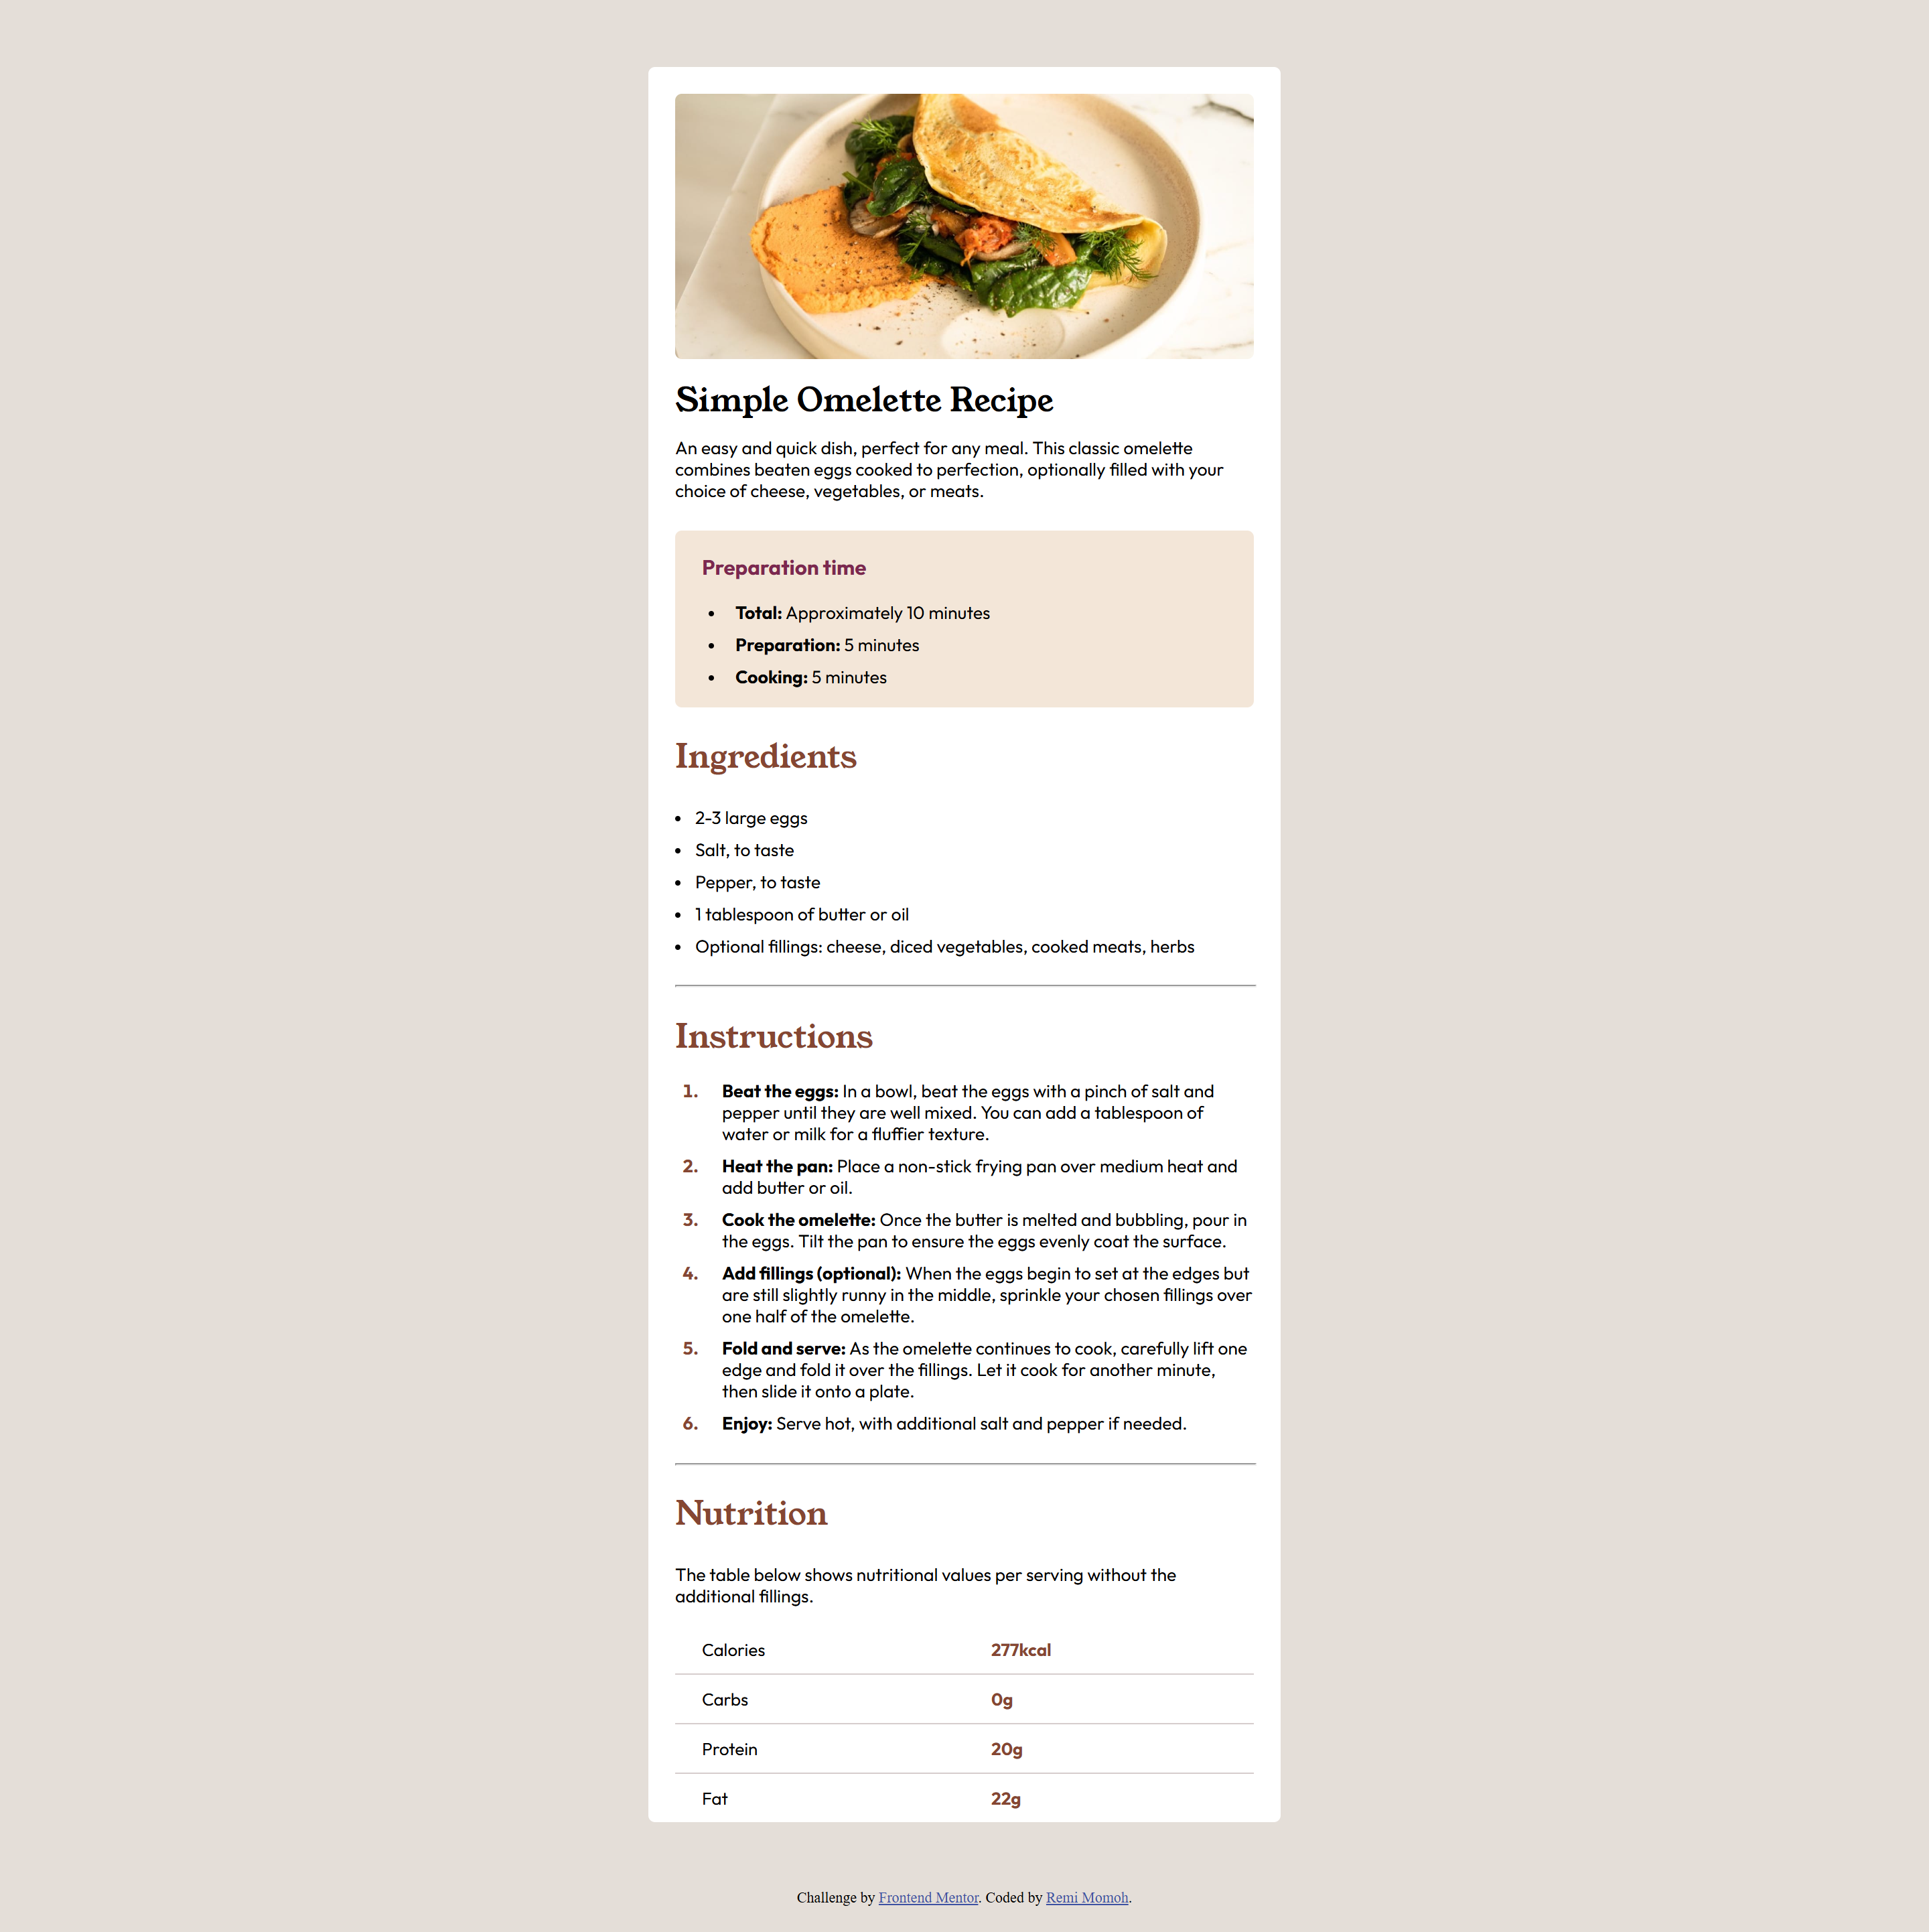 Simple Omelette Recipe
An easy and quick dish, perfect for any meal. This classic omelette
combines beaten eggs cooked to perfection, optionally filled with your
choice of cheese, vegetables, or meats.
Preparation time
• Total: Approximately 10 minutes
• Preparation: 5 minutes
• Cooking: 5 minutes
Ingredients
• 2-3 large eggs
• Salt, to taste
• Pepper, to taste
• 1 tablespoon of butter or oil
• Optional fillings: cheese, diced vegetables, cooked meats, herbs
Instructions
1. Beat the eggs: In a bowl, beat the eggs with a pinch of salt and
pepper until they are well mixed. You can add a tablespoon of
water or milk for a fluffier texture.
2. Heat the pan: Place a non-stick frying pan over medium heat and
add butter or oil.
3. Cook the omelette: Once the butter is melted and bubbling, pour in
the eggs. Tilt the pan to ensure the eggs evenly coat the surface.
4. Add fillings (optional): When the eggs begin to set at the edges but
are still slightly runny in the middle, sprinkle your chosen fillings over
one half of the omelette.
5. Fold and serve: As the omelette continues to cook, carefully lift one
edge and fold it over the fillings. Let it cook for another minute,
then slide it onto a plate.
6. Enjoy: Serve hot, with additional salt and pepper if needed.
Nutrition
The table below shows nutritional values per serving without the
additional fillings.
Calories 277kcal
Carbs 0g
Protein 20g
Fat 22g
Challenge by Frontend Mentor. Coded by Remi Momoh.